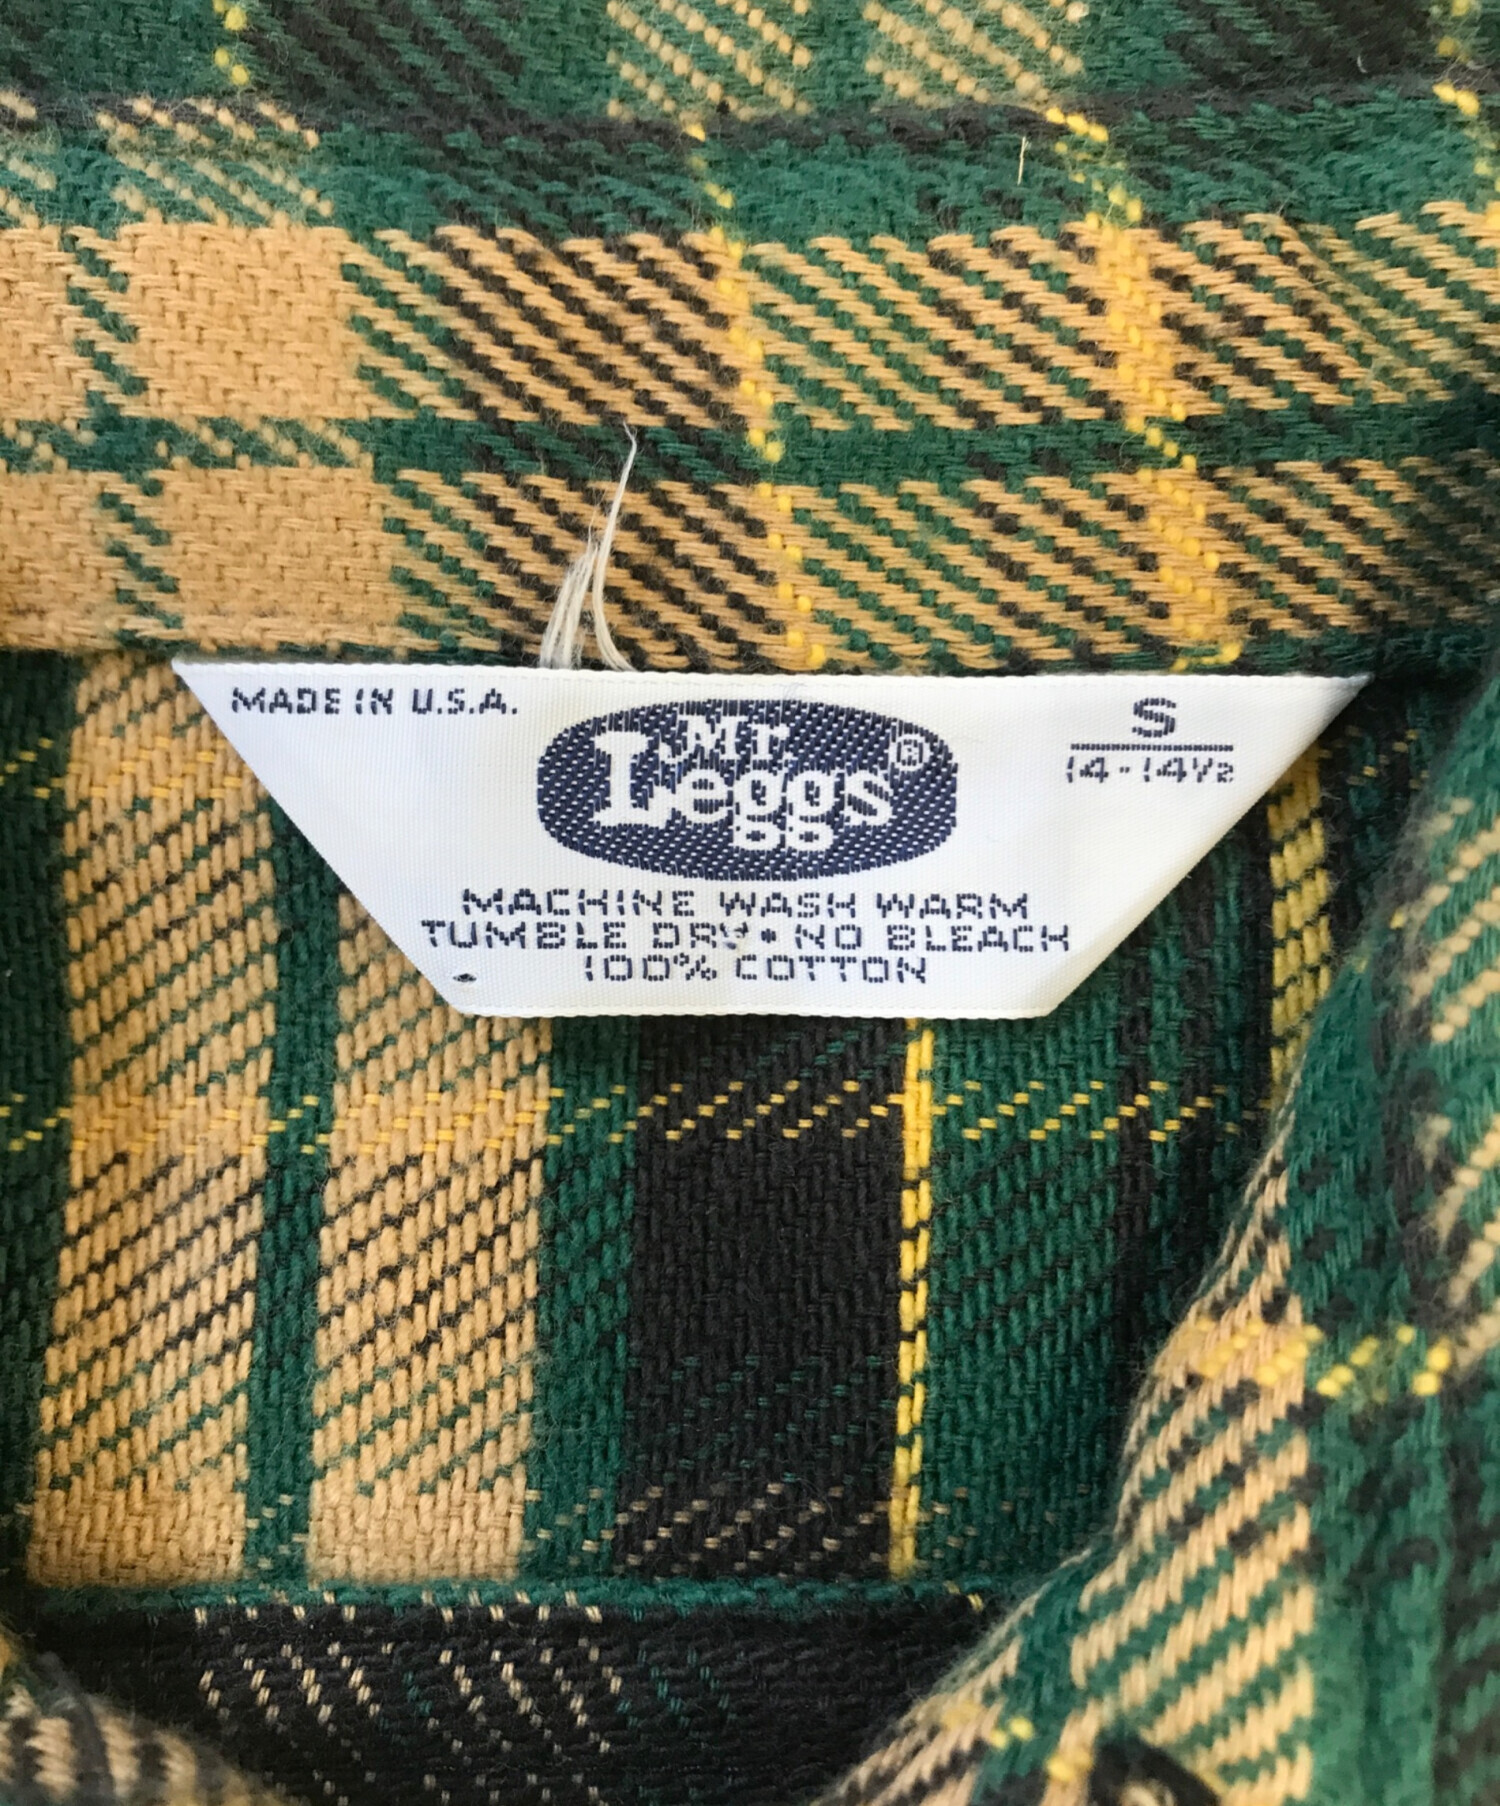 MADE IN U.S.A.
Mr
Leggs®
S
14-14½
MACHINE WASH WARM
TUMBLE DRY • NO BLEACH
100% COTTON